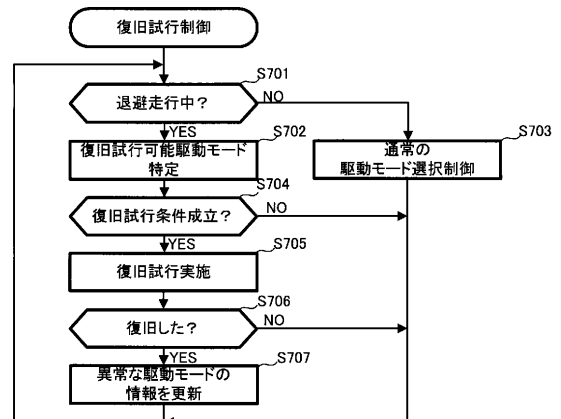 復旧試行制御
S701
退避走行中?
NO
YES
S702
復旧試行可能駆動モード
特定
S703
通常の
駆動モード選択制御
S704
復旧試行条件成立?
NO
YES
S705
復旧試行実施
S706
復旧した?
NO
YES
S707
異常な駆動モードの
情報を更新